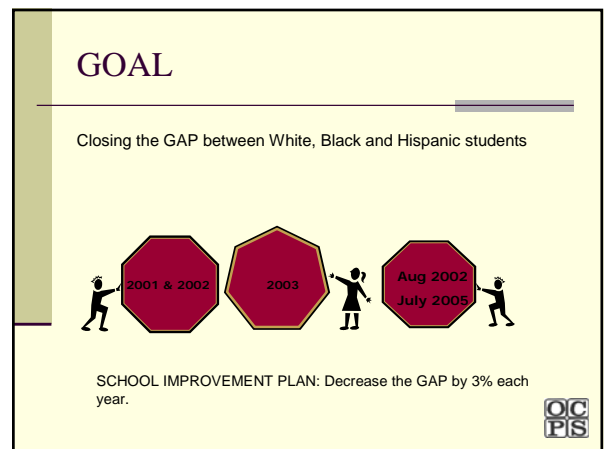 GOAL
Closing the GAP between White, Black and Hispanic students
2001 & 2002
2003
Aug 2002
July 2005
SCHOOL IMPROVEMENT PLAN: Decrease the GAP by 3% each
year.
OC
PS